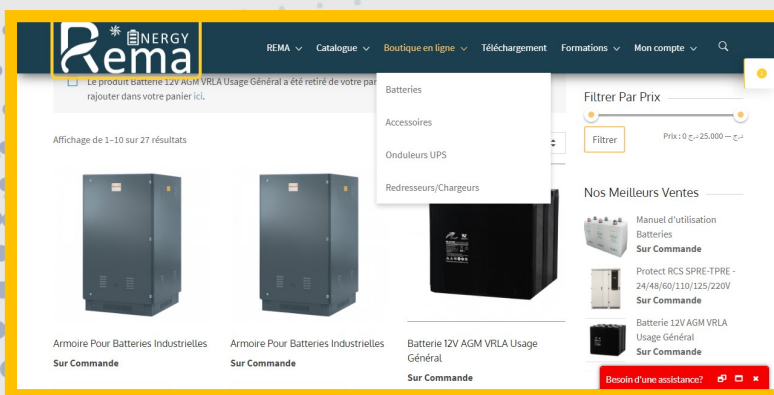 Rema ENERGY
REMA Catalogue Boutique en ligne Téléchargement Formations Mon compte
Le produit Batterie 12V AGM VRLA Usage Général a été retiré de votre
rajouter dans votre panier ici.
Batteries
Accessoires
Onduleurs UPS
Redresseurs/Chargeurs
Affichage de 1–10 sur 27 résultats
Armoire Pour Batteries Industrielles
Sur Commande
Armoire Pour Batteries Industrielles
Sur Commande
Batterie 12V AGM VRLA Usage
Général
Sur Commande
Filtrer Par Prix
Filtrer
Prix : 0 د.ج — 25,000 د.ج
Nos Meilleurs Ventes
Manuel d'utilisation
Batteries
Sur Commande
Protect RCS SPRE-TPRE -
24/48/60/110/125/220V
Sur Commande
Batterie 12V AGM VRLA
Usage Général
Sur Commande
Besoin d'une assistance?